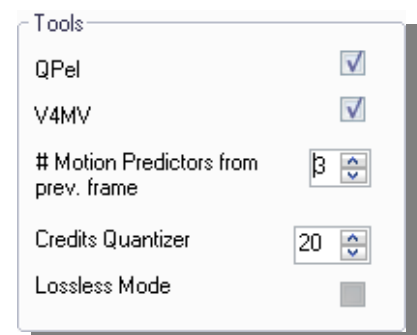 Tools
QPel
V4MV
# Motion Predictors from 3
prev. frame
Credits Quantizer 20
Lossless Mode